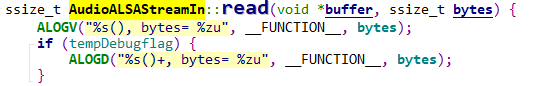 ssize_t AudioALSAStreamIn::read(void *buffer, ssize_t bytes) {
ALOGV("%s(), bytes= %zu", __FUNCTION__, bytes);
if (tempDebugflag) {
ALOGD("%s()+, bytes= %zu", __FUNCTION__, bytes);
}